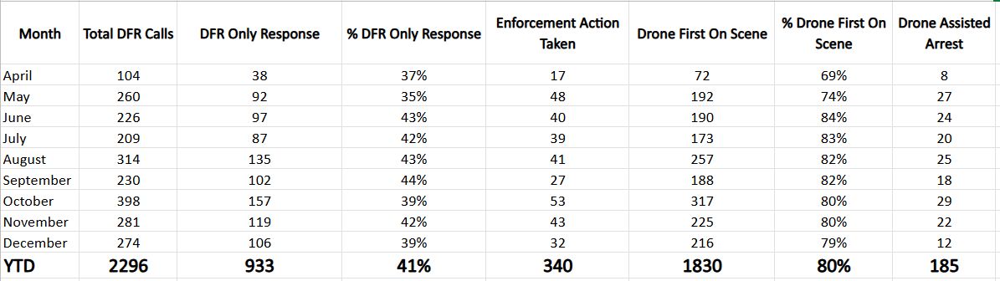 Month Total DFR Calls DFR Only Response % DFR Only Response Enforcement Action Taken Drone First On Scene % Drone First On Scene Drone Assisted Arrest
April 104 38 37% 17 72 69% 8
May 260 92 35% 48 192 74% 27
June 226 97 43% 40 190 84% 24
July 209 87 42% 39 173 83% 20
August 314 135 43% 41 257 82% 25
September 230 102 44% 27 188 82% 18
October 398 157 39% 53 317 80% 29
November 281 119 42% 43 225 80% 22
December 274 106 39% 32 216 79% 12
YTD 2296 933 41% 340 1830 80% 185